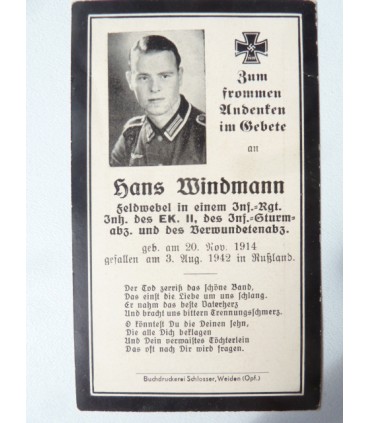 Zum
frommen
Andenken
im Gebete
an
Hans Windmann
Feldwebel in einem Inf.-Rgt.
Inh. des EK. II, des Inf.-Sturm-
abz. und des Verwundetenabz.
geb. am 20. Nov. 1914
gefallen am 3. Aug. 1942 in Rußland.
Der Tod zerriß das schöne Band,
Das einst die Liebe um uns schlang.
Er nahm das beste Vaterherz
Und bracht uns bittern Trennungsschmerz.
O könntest Du die Deinen sehn,
Die alle Dich beklagen
Und Dein verwaistes Töchterlein
Das oft nach Dir wird fragen.
Buchdruckerei Schlosser, Weiden (Opf.)